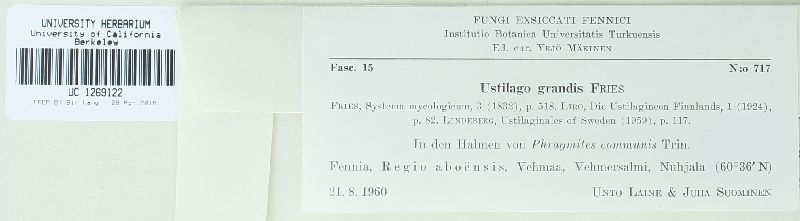 UNIVERSITY HERBARIUM
University of California
Berkeley
UC 1269122
FUNGI EXSICCATI FENNICI
Institutio Botanica Universitatis Turkuensis
Ed. cur. YRJÖ MÄKINEN
Fasc. 15 N:o 717
Ustilago grandis FRIES
FRIES, Systema mycologicum, 3 (1832), p. 518. LIRO, Die Ustilagineen Finnlands, 1 (1924),
p. 82. LINDEBERG, Ustilaginales of Sweden (1959), p. 117.
In den Halmen von Phragmites communis Trin.
Fennia, Regio aboënsis, Vehmaa, Vehmersalmi, Nuhjala (60°36′N)
21. 8. 1960 UNTO LAINE & JUHA SUOMINEN